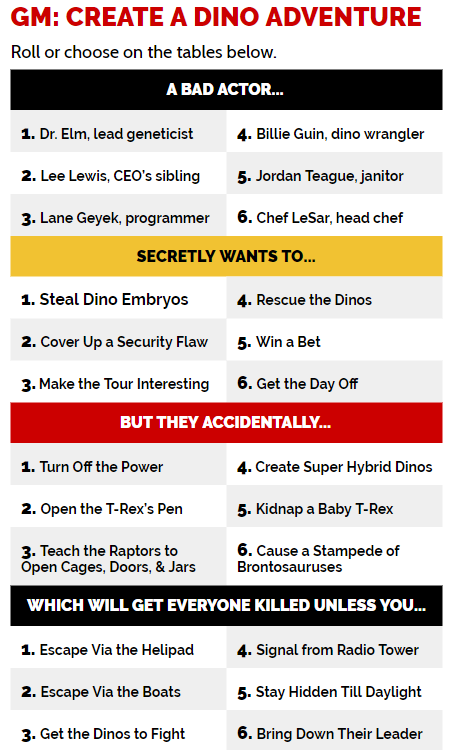 GM: CREATE A DINO ADVENTURE
Roll or choose on the tables below.
A BAD ACTOR...
1. Dr. Elm, lead geneticist
4. Billie Guin, dino wrangler
2. Lee Lewis, CEO's sibling
5. Jordan Teague, janitor
3. Lane Geyek, programmer
6. Chef LeSar, head chef
SECRETLY WANTS TO...
1. Steal Dino Embryos
4. Rescue the Dinos
2. Cover Up a Security Flaw
5. Win a Bet
3. Make the Tour Interesting
6. Get the Day Off
BUT THEY ACCIDENTALLY...
1. Turn Off the Power
4. Create Super Hybrid Dinos
2. Open the T-Rex's Pen
5. Kidnap a Baby T-Rex
3. Teach the Raptors to
Open Cages, Doors, & Jars
6. Cause a Stampede of
Brontosauruses
WHICH WILL GET EVERYONE KILLED UNLESS YOU...
1. Escape Via the Helipad
4. Signal from Radio Tower
2. Escape Via the Boats
5. Stay Hidden Till Daylight
3. Get the Dinos to Fight
6. Bring Down Their Leader